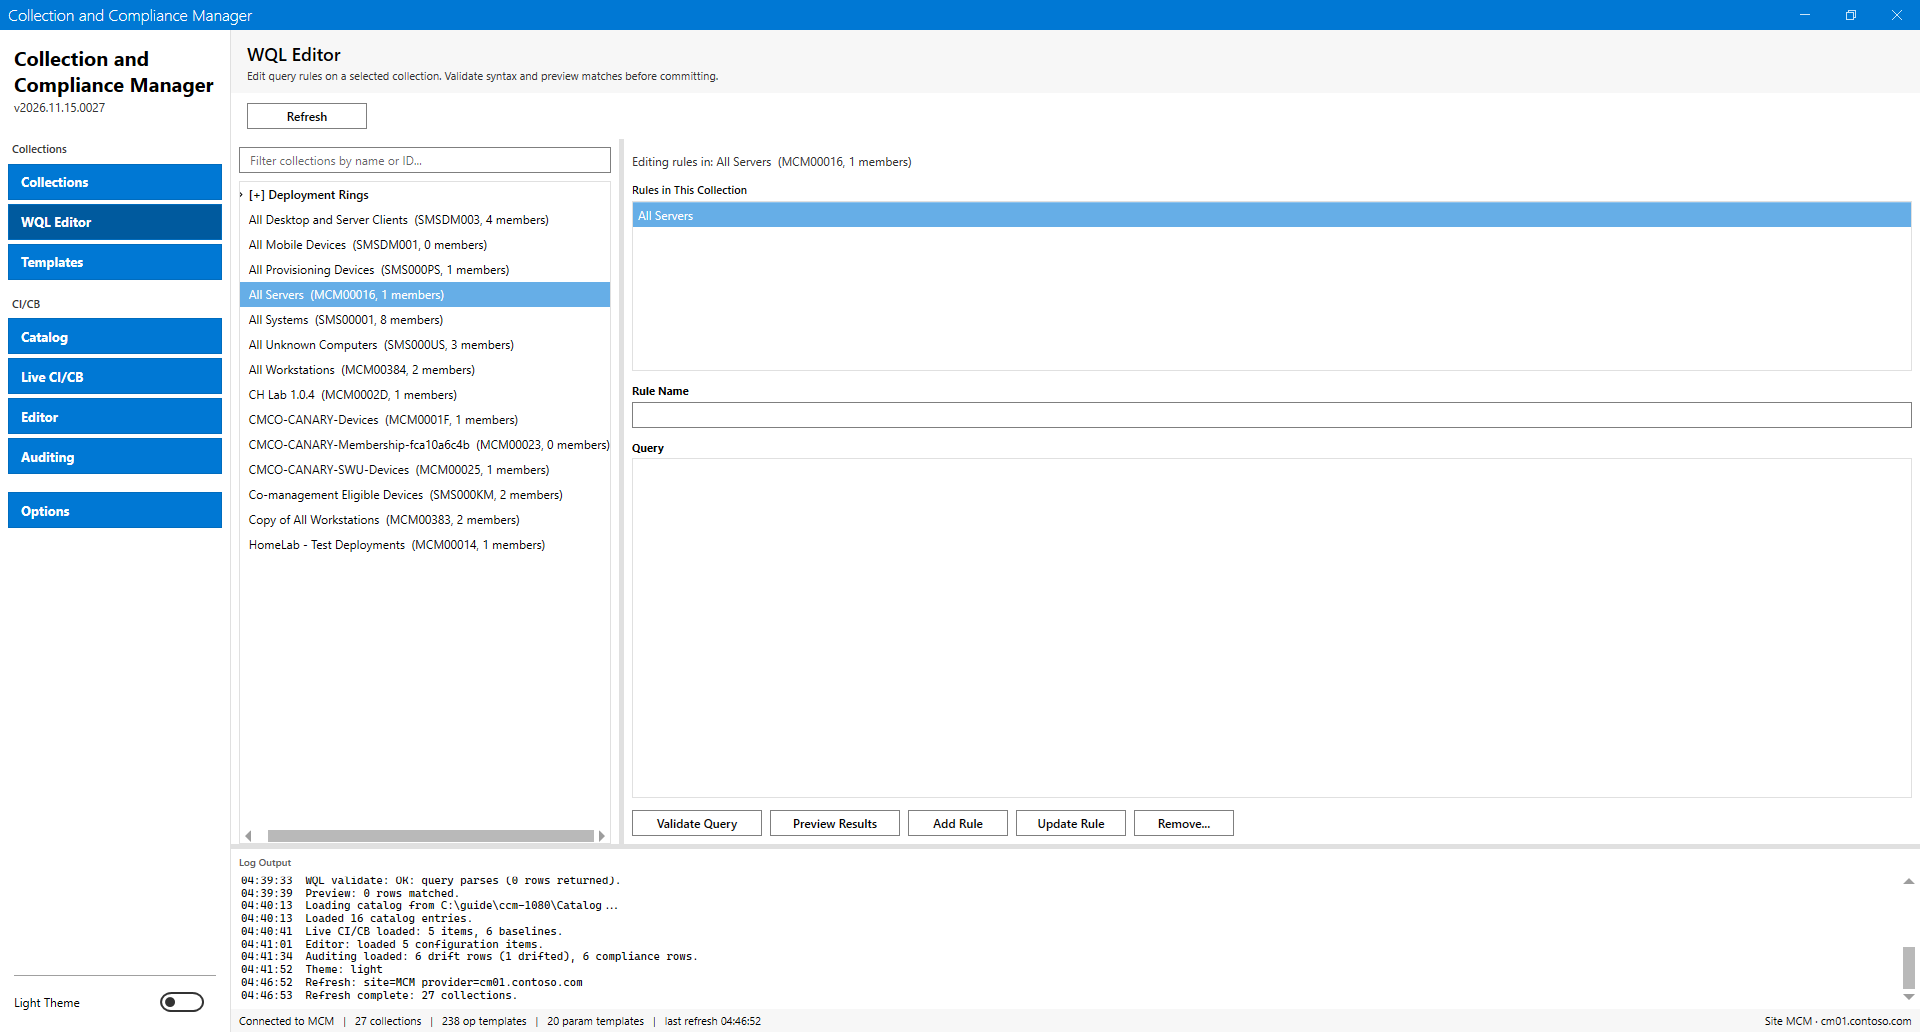 Collection and Compliance Manager
Collection and
Compliance Manager
v2026.11.15.0027
Collections
Collections
WQL Editor
Templates
CI/CB
Catalog
Live CI/CB
Editor
Auditing
Options
Light Theme
WQL Editor
Edit query rules on a selected collection. Validate syntax and preview matches before committing.
Refresh
Filter collections by name or ID...
[+] Deployment Rings
All Desktop and Server Clients (SMSDM003, 4 members)
All Mobile Devices (SMSDM001, 0 members)
All Provisioning Devices (SMS000PS, 1 members)
All Servers (MCM00016, 1 members)
All Systems (SMS00001, 8 members)
All Unknown Computers (SMS000US, 3 members)
All Workstations (MCM00384, 2 members)
CH Lab 1.0.4 (MCM0002D, 1 members)
CMCO-CANARY-Devices (MCM0001F, 1 members)
CMCO-CANARY-Membership-fca10a6c4b (MCM00023, 0 members)
CMCO-CANARY-SWU-Devices (MCM00025, 1 members)
Co-management Eligible Devices (SMS000KM, 2 members)
Copy of All Workstations (MCM00383, 2 members)
HomeLab - Test Deployments (MCM00014, 1 members)
Editing rules in: All Servers (MCM00016, 1 members)
Rules in This Collection
All Servers
Rule Name
Query
Validate Query
Preview Results
Add Rule
Update Rule
Remove...
Log Output
04:39:33 WQL validate: OK: query parses (0 rows returned).
04:39:39 Preview: 0 rows matched.
04:40:13 Loading catalog from C:\guide\ccm-1080\Catalog...
04:40:13 Loaded 16 catalog entries.
04:40:41 Live CI/CB loaded: 5 items, 6 baselines.
04:41:01 Editor: loaded 5 configuration items.
04:41:34 Auditing loaded: 6 drift rows (1 drifted), 6 compliance rows.
04:41:52 Theme: light
04:46:52 Refresh: site=MCM provider=cm01.contoso.com
04:46:53 Refresh complete: 27 collections.
Connected to MCM | 27 collections | 238 op templates | 20 param templates | last refresh 04:46:52
Site MCM · cm01.contoso.com